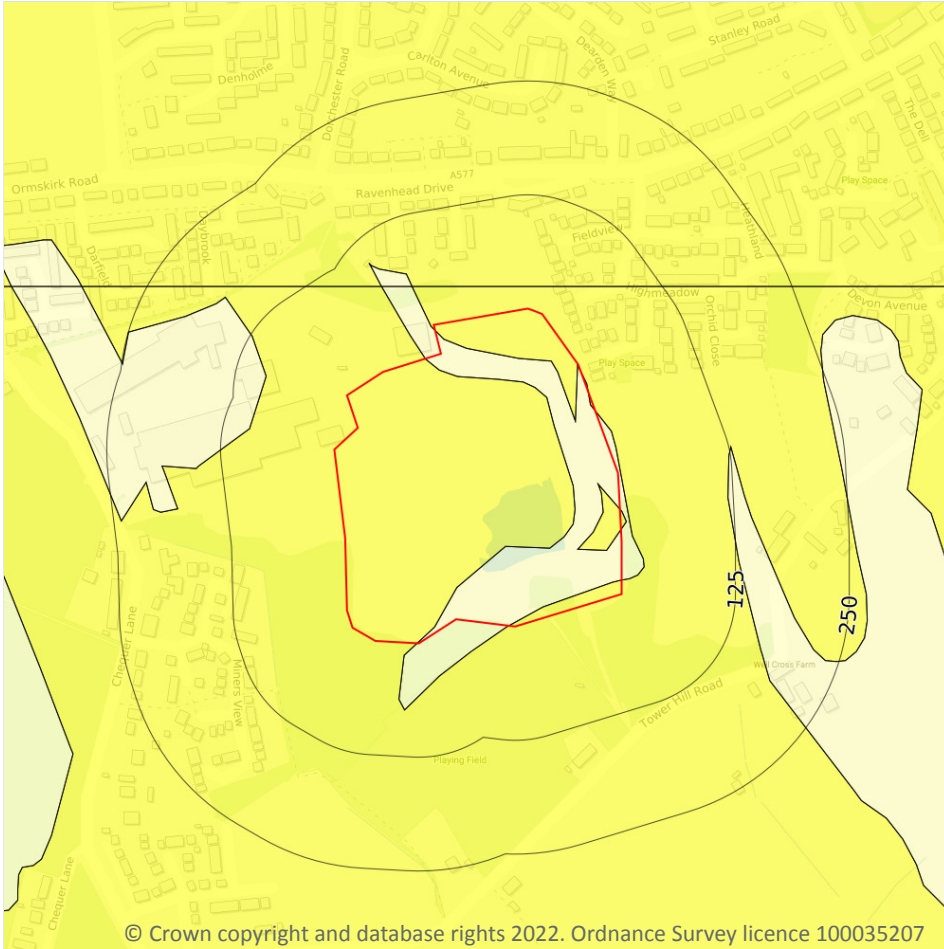 Stanley Road
Dearden Way
Carlton Avenue
Denholme
Dorchester Road
The Dell
A577
Ormskirk Road
Ravenhead Drive
Play Space
Heathland
Daybrook
Fieldview
Darfield
Highmeadow
Devon Avenue
Orchid Close
Play Space
125
250
Chequer Lane
Miners View
Well Cross Farm
Tower Hill Road
Playing Field
Chequer Lane
© Crown copyright and database rights 2022. Ordnance Survey licence 100035207